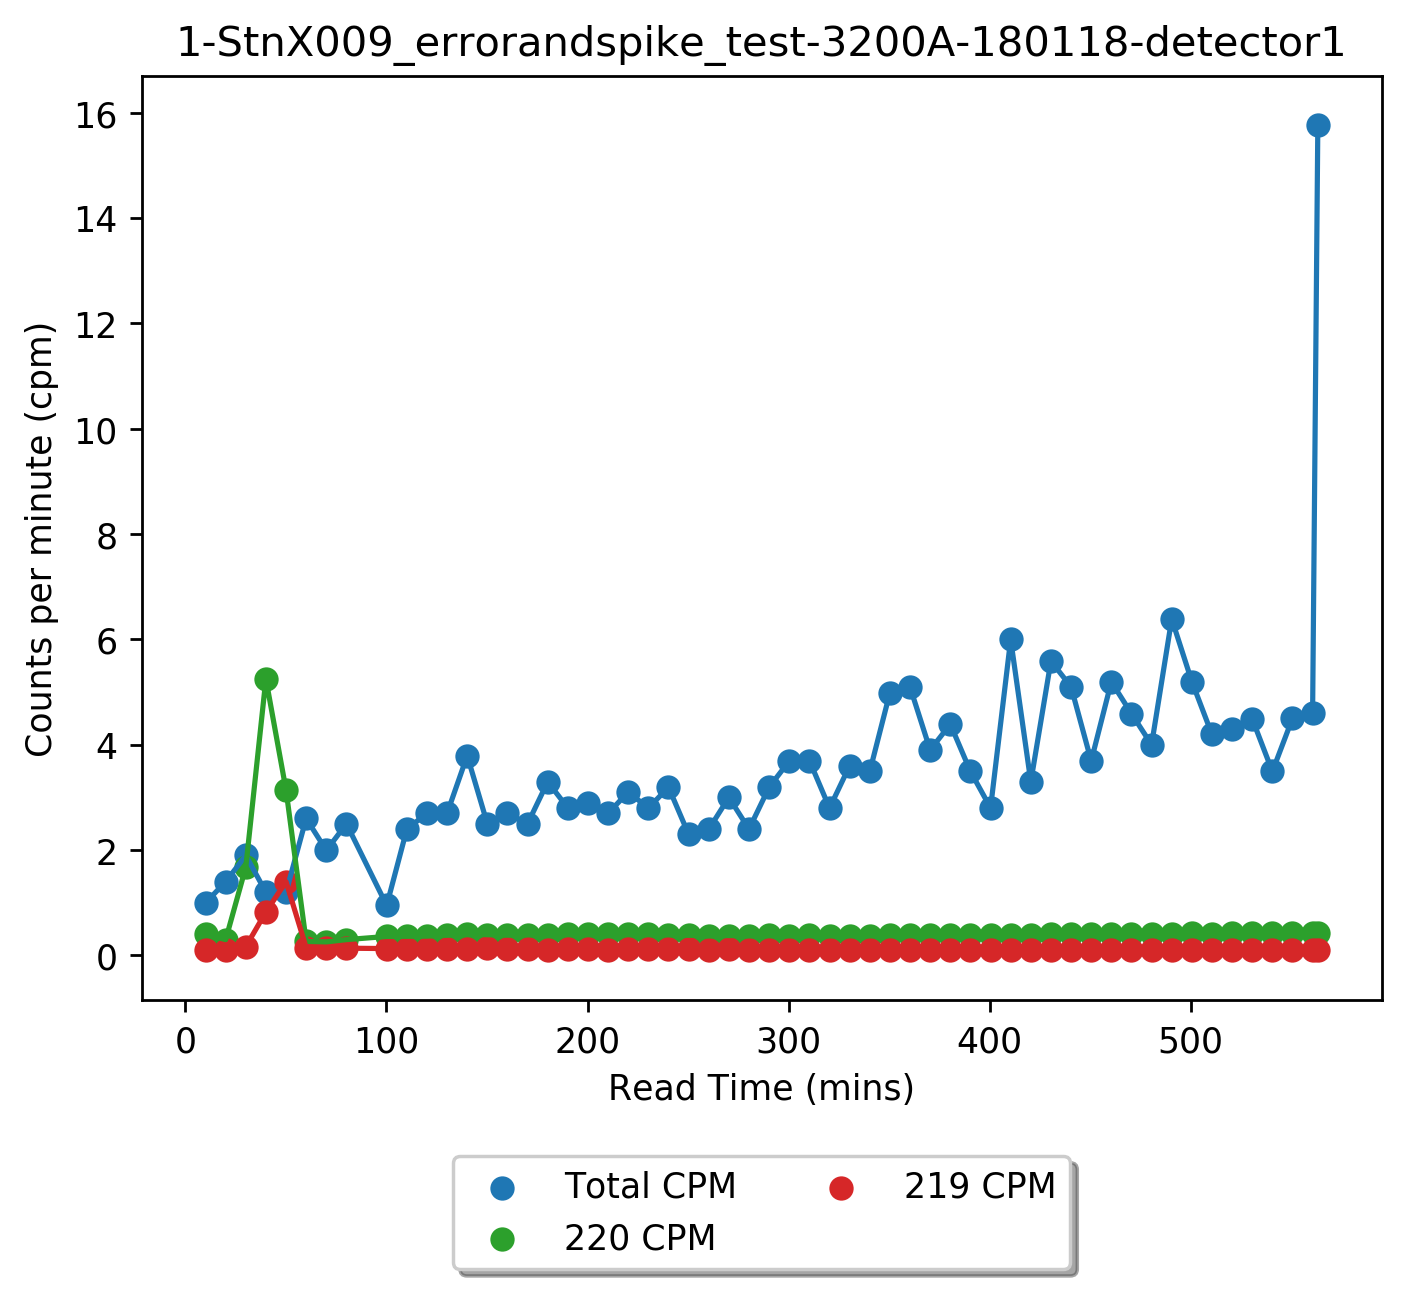 1-StnX009_errorandspike_test-3200A-180118-detector1
16
14
12
10
8
6
4
2
0
Counts per minute (cpm)
0 100 200 300 400 500
Read Time (mins)
Total CPM 219 CPM
220 CPM